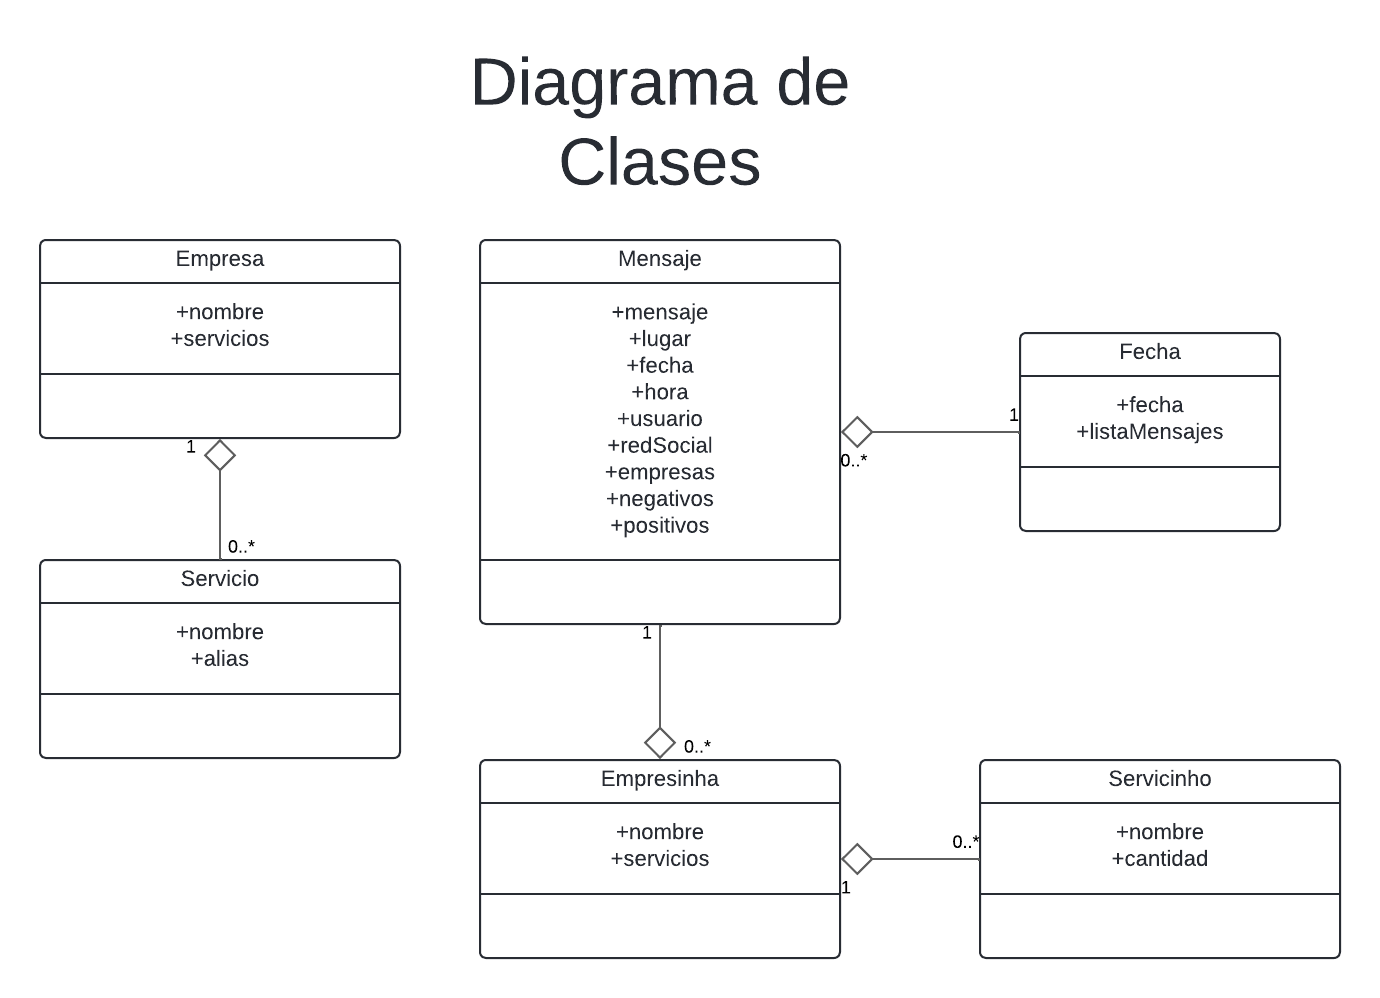 Diagrama de
Clases
Empresa
+nombre
+servicios
1
0..*
Servicio
+nombre
+alias
Mensaje
+mensaje
+lugar
+fecha
+hora
+usuario
+redSocial
+empresas
+negativos
+positivos
0..*
1
Fecha
+fecha
+listaMensajes
1
0..*
Empresinha
+nombre
+servicios
1
0..*
Servicinho
+nombre
+cantidad